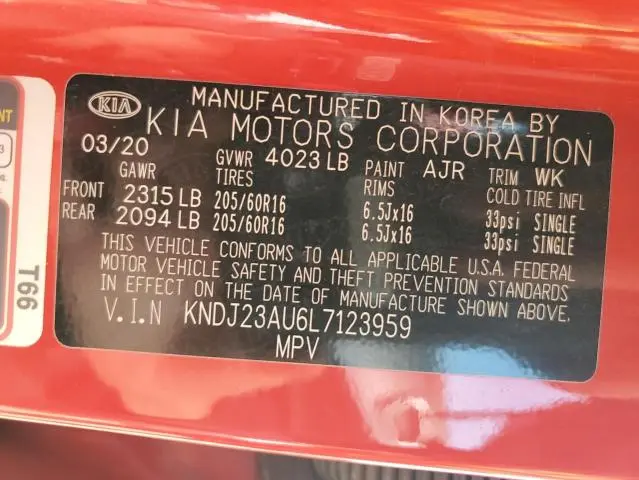 KIA
MANUFACTURED IN KOREA BY
KIA MOTORS CORPORATION
03/20
GVWR 4023 LB
PAINT AJR
TRIM WK
GAWR
TIRES
RIMS
COLD TIRE INFL
FRONT 2315 LB 205/60R16 6.5Jx16 33psi SINGLE
REAR 2094 LB 205/60R16 6.5Jx16 33psi SINGLE
THIS VEHICLE CONFORMS TO ALL APPLICABLE U.S.A. FEDERAL
MOTOR VEHICLE SAFETY AND THEFT PREVENTION STANDARDS
IN EFFECT ON THE DATE OF MANUFACTURE SHOWN ABOVE.
V.I.N KNDJ23AU6L7123959
MPV
T66